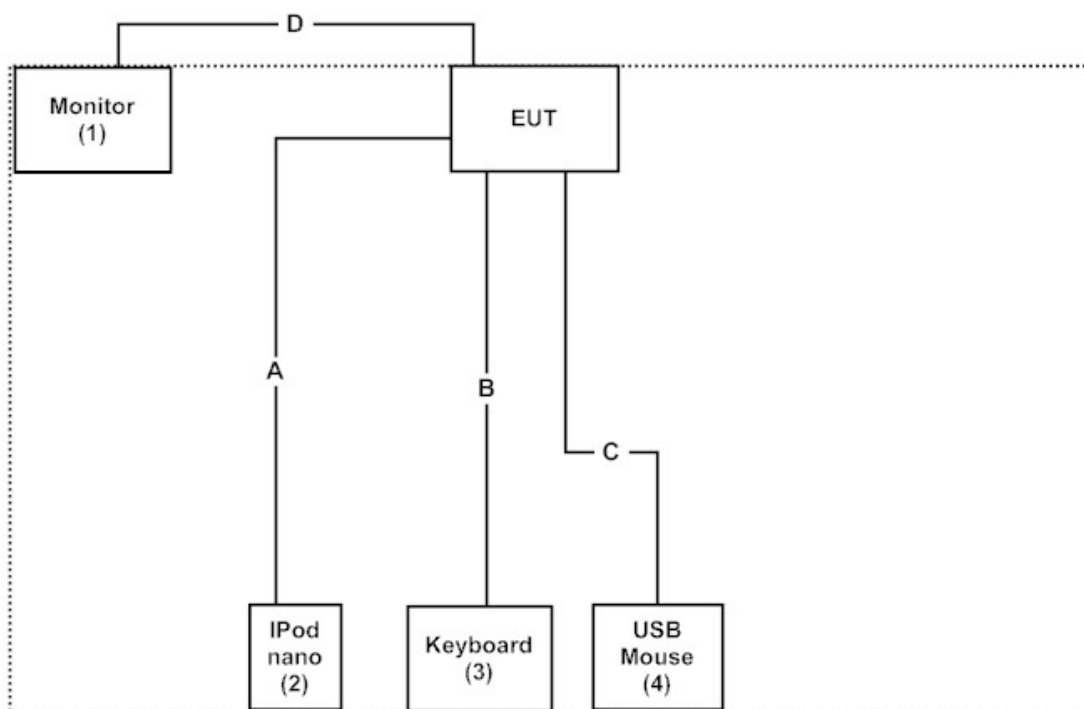 D
Monitor
(1)
EUT
A
B
C
IPod
nano
(2)
Keyboard
(3)
USB
Mouse
(4)